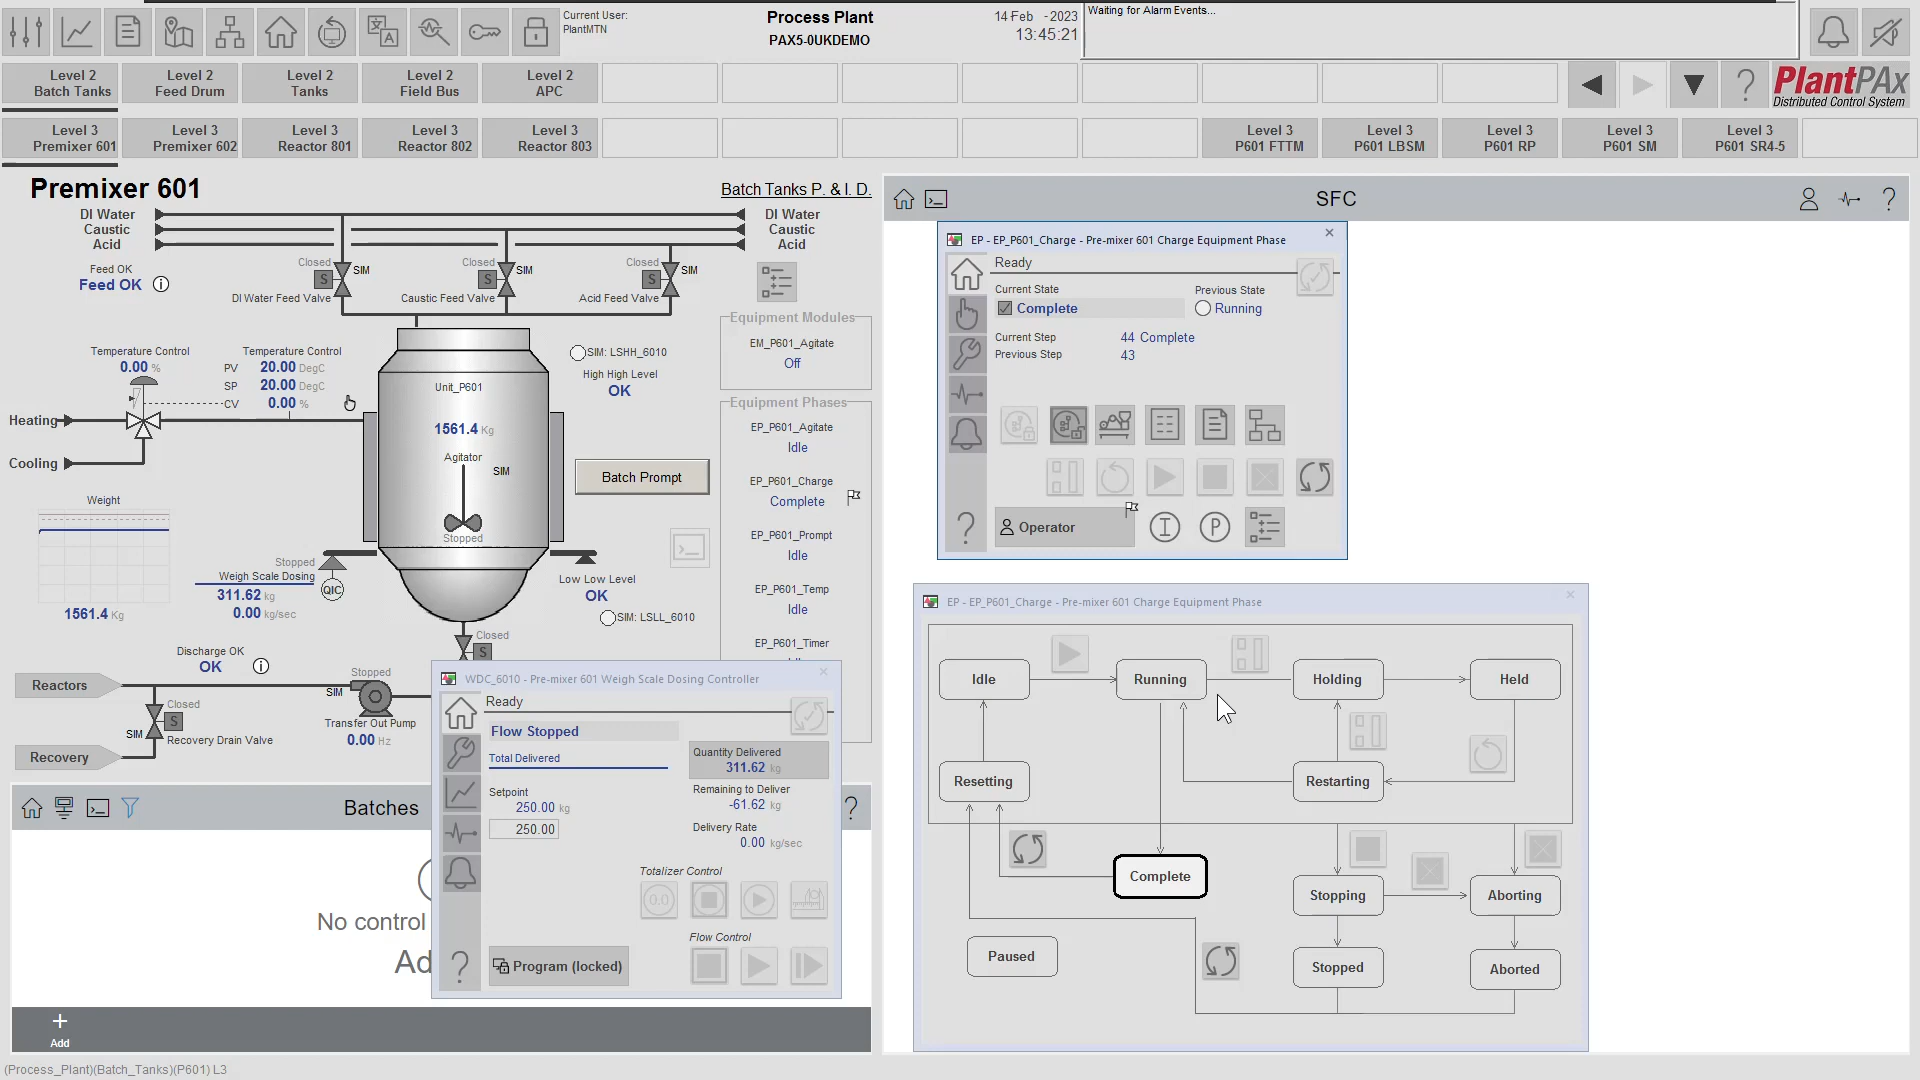 Current User:
PlantMTN
Process Plant
PAX5-0UKDEMO
14 Feb -2023
13:45:21
Waiting for Alarm Events...
Level 2
Batch Tanks
Level 2
Feed Drum
Level 2
Tanks
Level 2
Field Bus
Level 2
APC
?
PlantPAx
Distributed Control System
Level 3
Premixer 601
Level 3
Premixer 602
Level 3
Reactor 801
Level 3
Reactor 802
Level 3
Reactor 803
Level 3
P601 FTTM
Level 3
P601 LBSM
Level 3
P601 RP
Level 3
P601 SM
Level 3
P601 SR4-5
Premixer 601
Batch Tanks P. & I. D.
DI Water
Caustic
Acid
DI Water
Caustic
Acid
Feed OK
Feed OK
Closed
S
SIM
DI Water Feed Valve
Closed
S
SIM
Caustic Feed Valve
Closed
S
SIM
Acid Feed Valve
Equipment Modules
EM_P601_Agitate
Off
Equipment Phases
EP_P601_Agitate
Idle
EP_P601_Charge
Complete
EP_P601_Prompt
Idle
EP_P601_Temp
Idle
EP_P601_Timer
Temperature Control
0.00 %
Temperature Control
PV 20.00 DegC
SP 20.00 DegC
CV 0.00 %
Heating
Cooling
Unit_P601
1561.4 Kg
Agitator
SIM
Stopped
SIM: LSHH_6010
High High Level
OK
Batch Prompt
Weight
1561.4 Kg
Stopped
Weigh Scale Dosing
311.62 kg
0.00 kg/sec
QIC
Low Low Level
OK
SIM: LSLL_6010
Closed
S
Discharge OK
OK
Reactors
Recovery
Closed
S
SIM
Recovery Drain Valve
Stopped
SIM
Transfer Out Pump
0.00 Hz
Batches
?
No control
Ad
Add
(Process_Plant)(Batch_Tanks)(P601) L3
WDC_6010 - Pre-mixer 601 Weigh Scale Dosing Controller
Ready
Flow Stopped
Total Delivered
Quantity Delivered
311.62 kg
Setpoint
250.00 kg
250.00
Remaining to Deliver
-61.62 kg
Delivery Rate
0.00 kg/sec
Totalizer Control
0.0
Flow Control
?
Program (locked)
SFC
?
EP - EP_P601_Charge - Pre-mixer 601 Charge Equipment Phase
Ready
Current State
Complete
Previous State
Running
Current Step 44 Complete
Previous Step 43
?
Operator
I
P
EP - EP_P601_Charge - Pre-mixer 601 Charge Equipment Phase
Idle
Running
Holding
Held
Resetting
Restarting
Complete
Stopping
Aborting
Paused
Stopped
Aborted